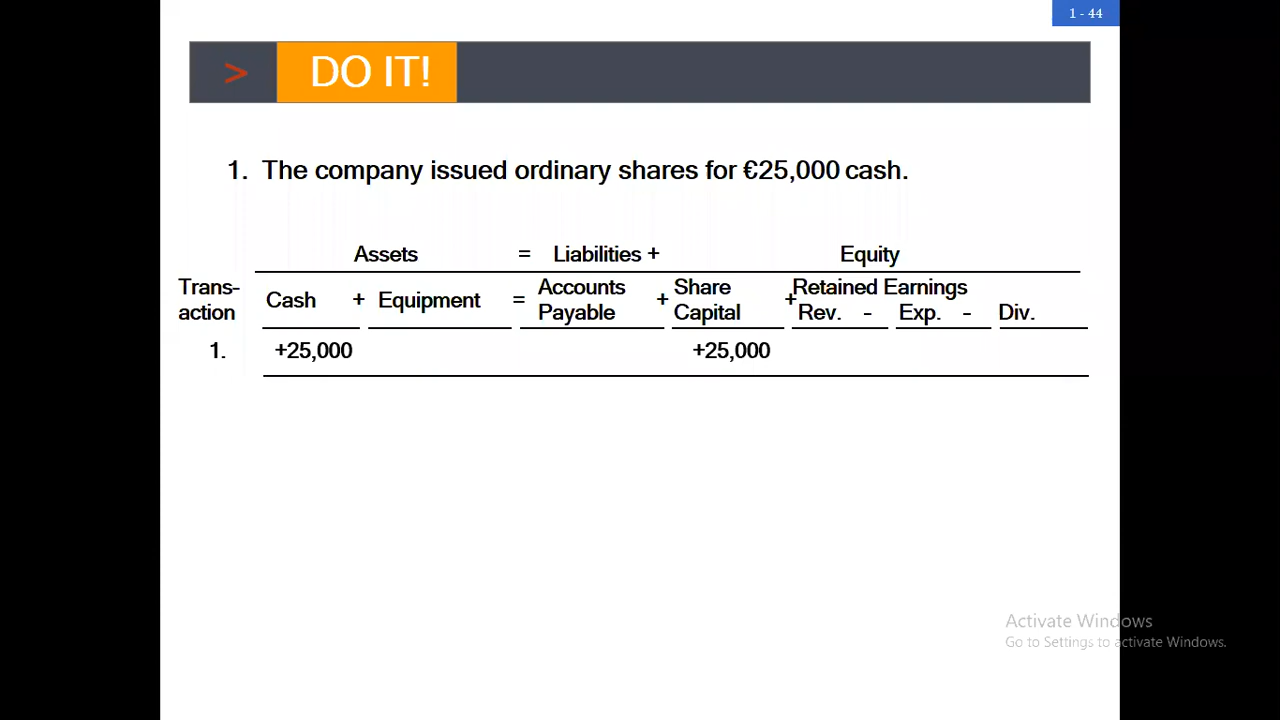 1 - 44
> DO IT!
1. The company issued ordinary shares for €25,000 cash.
Assets = Liabilities + Equity
Trans-
action
Cash + Equipment = Accounts Payable + Share Capital + Retained Earnings
Rev. - Exp. - Div.
1. +25,000 +25,000
Activate Windows
Go to Settings to activate Windows.